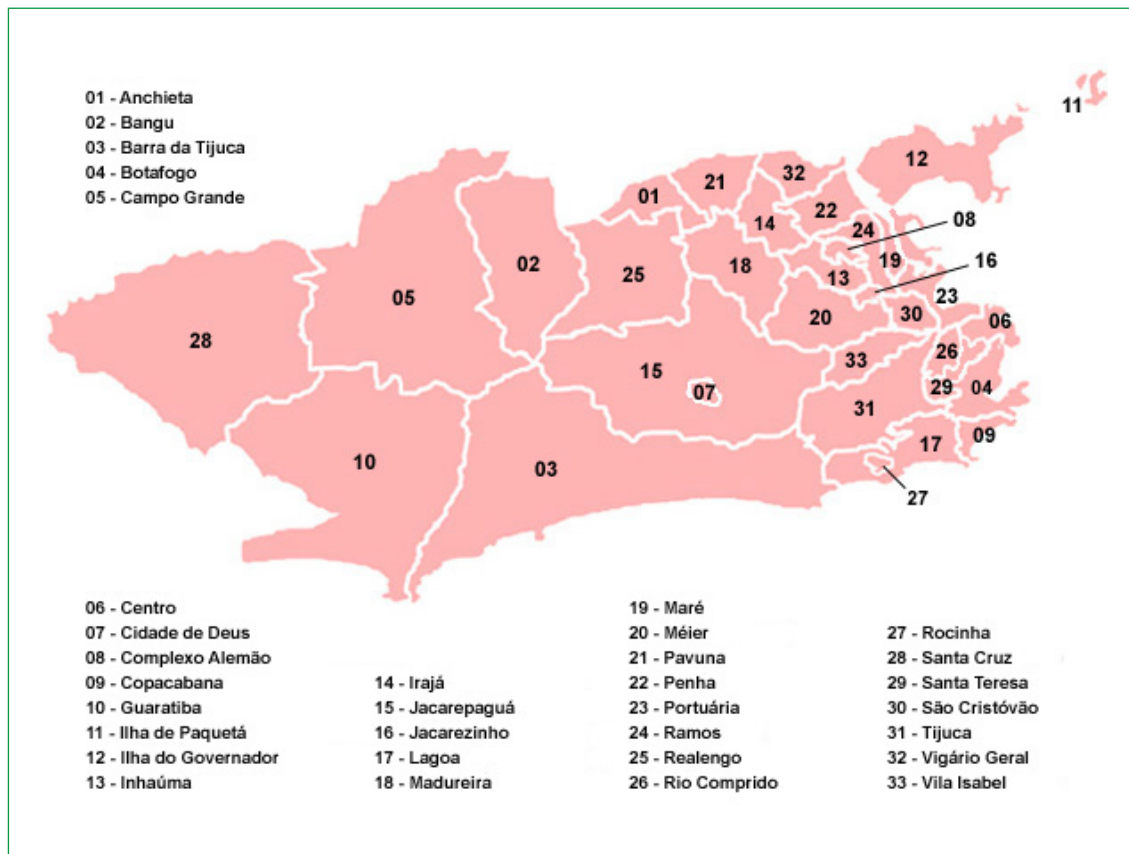 01 - Anchieta
02 - Bangu
03 - Barra da Tijuca
04 - Botafogo
05 - Campo Grande
11
12
32
21
01
22
14
24
08
19
16
02
25
18
13
05
23
20
30
06
28
33
26
15
07
29
04
31
17
09
10
03
27
06 - Centro
07 - Cidade de Deus
08 - Complexo Alemão
09 - Copacabana
10 - Guaratiba
11 - Ilha de Paquetá
12 - Ilha do Governador
13 - Inhaúma
14 - Irajá
15 - Jacarepaguá
16 - Jacarezinho
17 - Lagoa
18 - Madureira
19 - Maré
20 - Méier
21 - Pavuna
22 - Penha
23 - Portuária
24 - Ramos
25 - Realengo
26 - Rio Comprido
27 - Rocinha
28 - Santa Cruz
29 - Santa Teresa
30 - São Cristóvão
31 - Tijuca
32 - Vigário Geral
33 - Vila Isabel